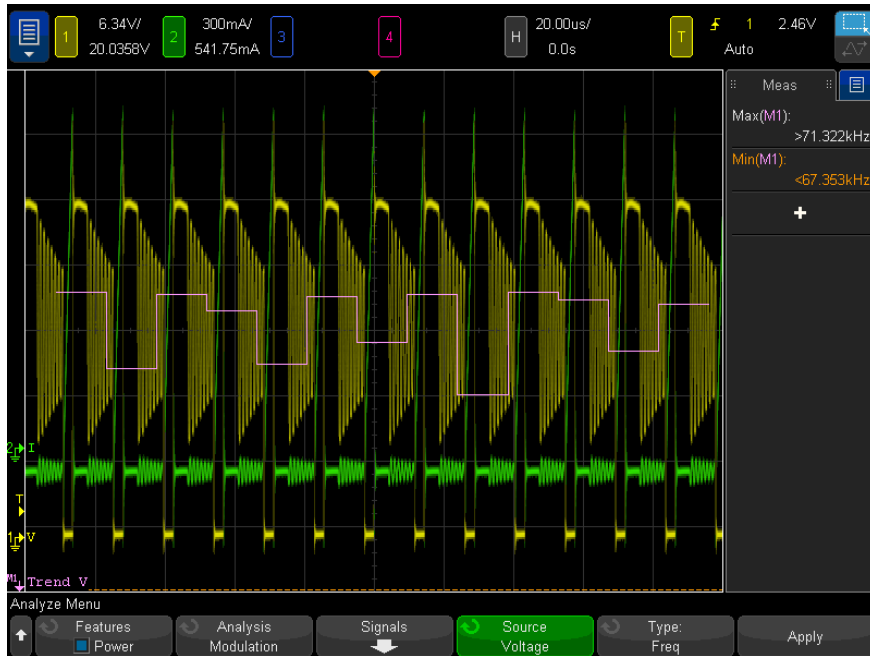 1 6.34V/ 2 300mA/ 3 4 H 20.00us/ T 1 2.46V
20.0358V 541.75mA 0.0s Auto
Meas
Max(M1):
>71.322kHz
Min(M1):
<67.353kHz
+
2 I
T
1 V
M1 Trend V
Analyze Menu
Features Analysis Signals Source Type:
Power Modulation Voltage Freq Apply